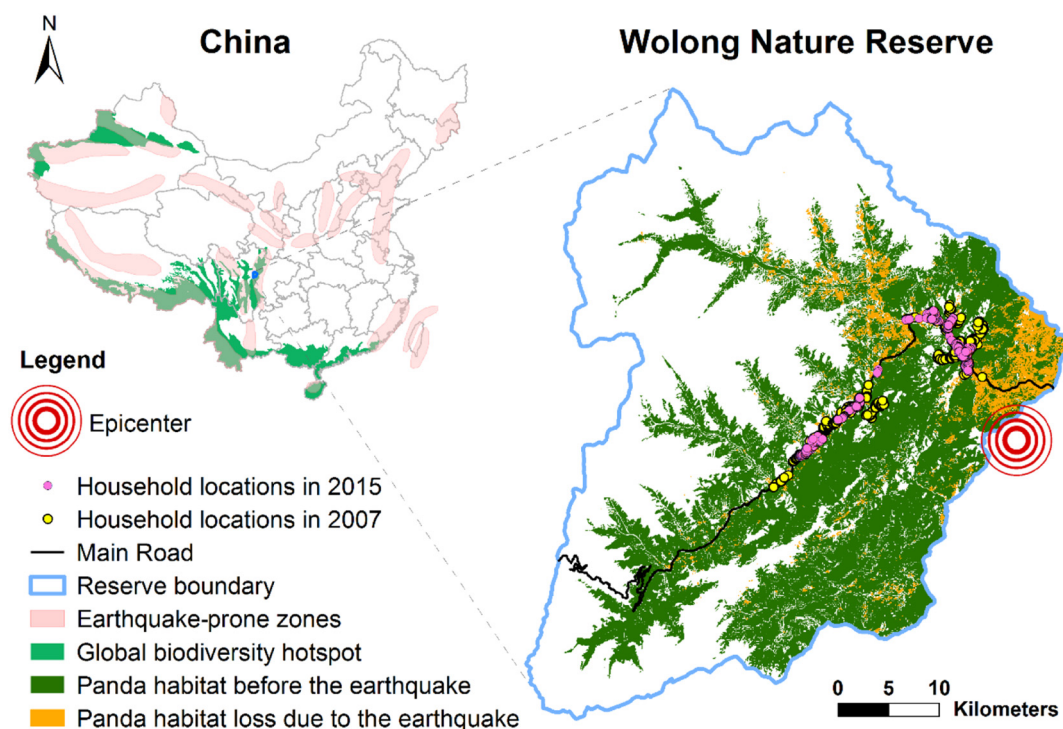 N
China
Wolong Nature Reserve
Legend
Epicenter
Household locations in 2015
Household locations in 2007
Main Road
Reserve boundary
Earthquake-prone zones
Global biodiversity hotspot
Panda habitat before the earthquake
Panda habitat loss due to the earthquake
0 5 10
Kilometers